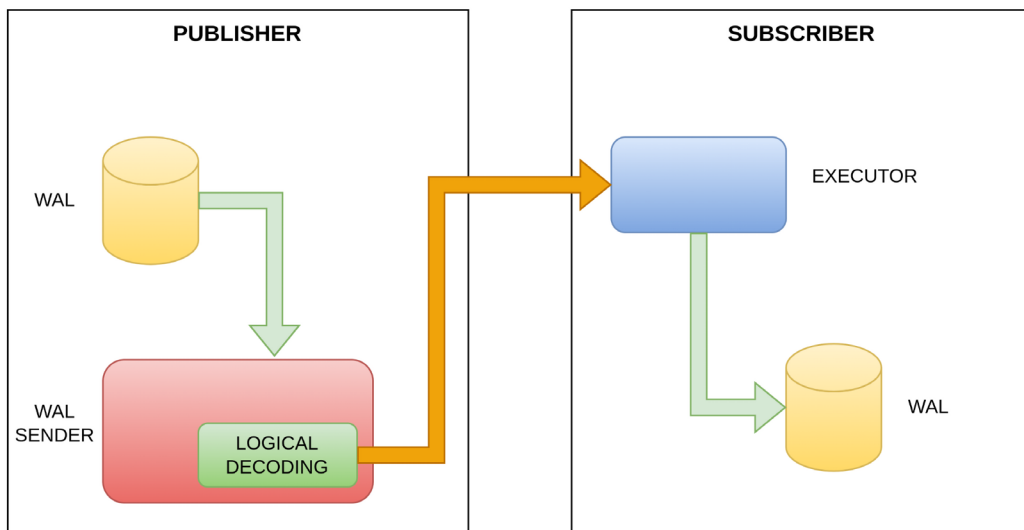 PUBLISHER
SUBSCRIBER
WAL
EXECUTOR
WAL
SENDER
LOGICAL
DECODING
WAL